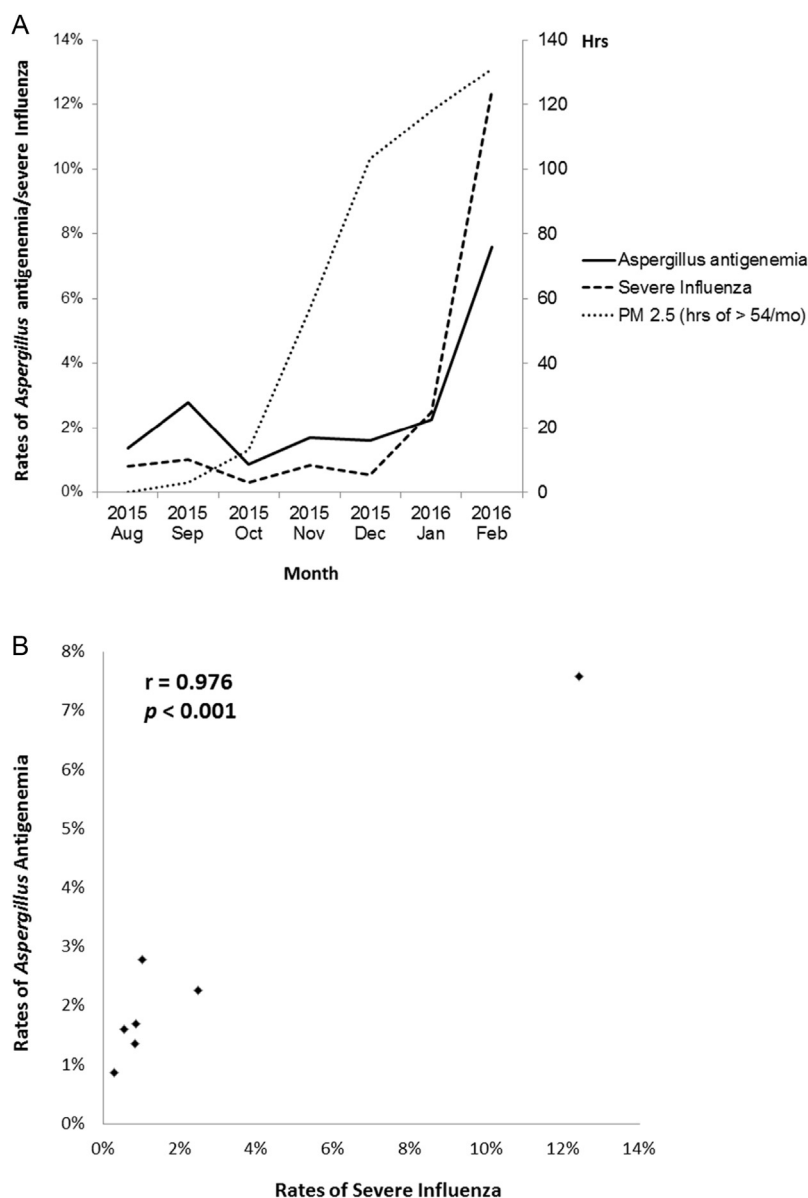 A
14%
12%
10%
8%
6%
4%
2%
0%
Rates of Aspergillus antigenemia/severe Influenza
140
120
100
80
60
40
20
0
Hrs
Aspergillus antigenemia
Severe Influenza
PM 2.5 (hrs of > 54/mo)
2015 2015 2015 2015 2015 2016 2016
Aug Sep Oct Nov Dec Jan Feb
Month
B
8%
7%
6%
5%
4%
3%
2%
1%
0%
Rates of Aspergillus Antigenemia
r = 0.976
p < 0.001
0% 2% 4% 6% 8% 10% 12% 14%
Rates of Severe Influenza